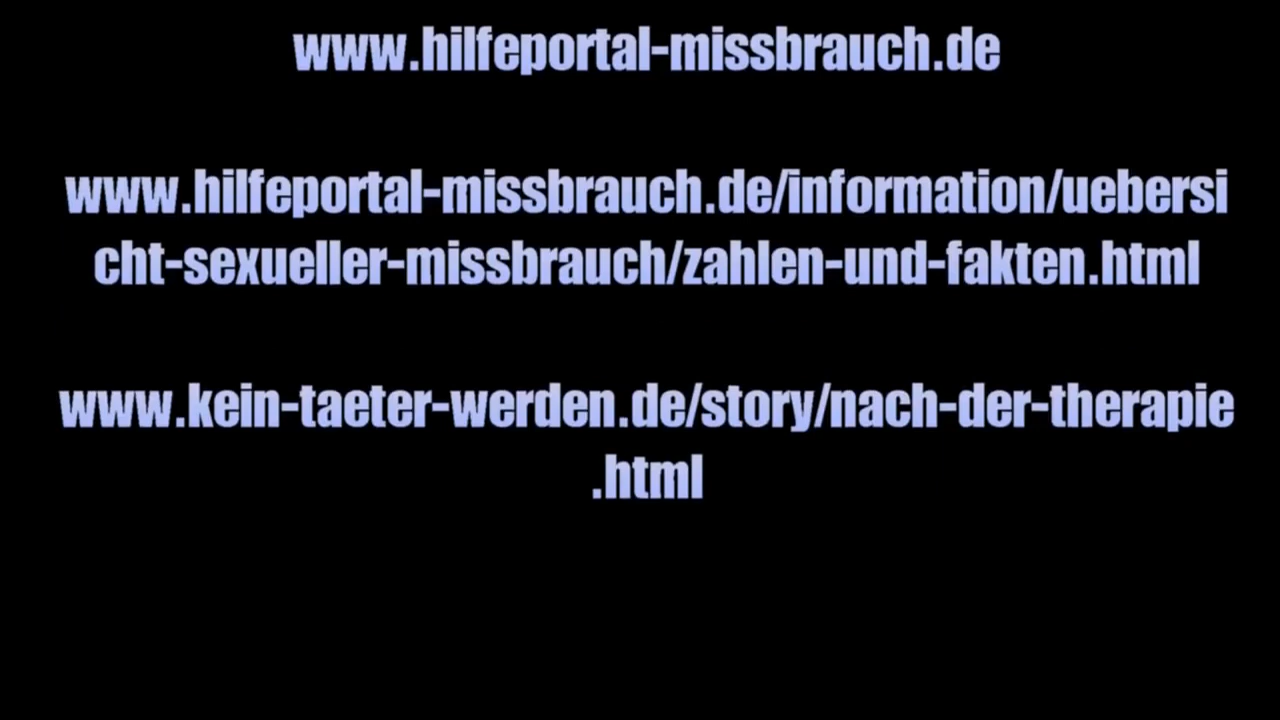 www.hilfeportal-missbrauch.de
www.hilfeportal-missbrauch.de/information/uebersi
cht-sexueller-missbrauch/zahlen-und-fakten.html
www.kein-taeter-werden.de/story/nach-der-therapie
.html